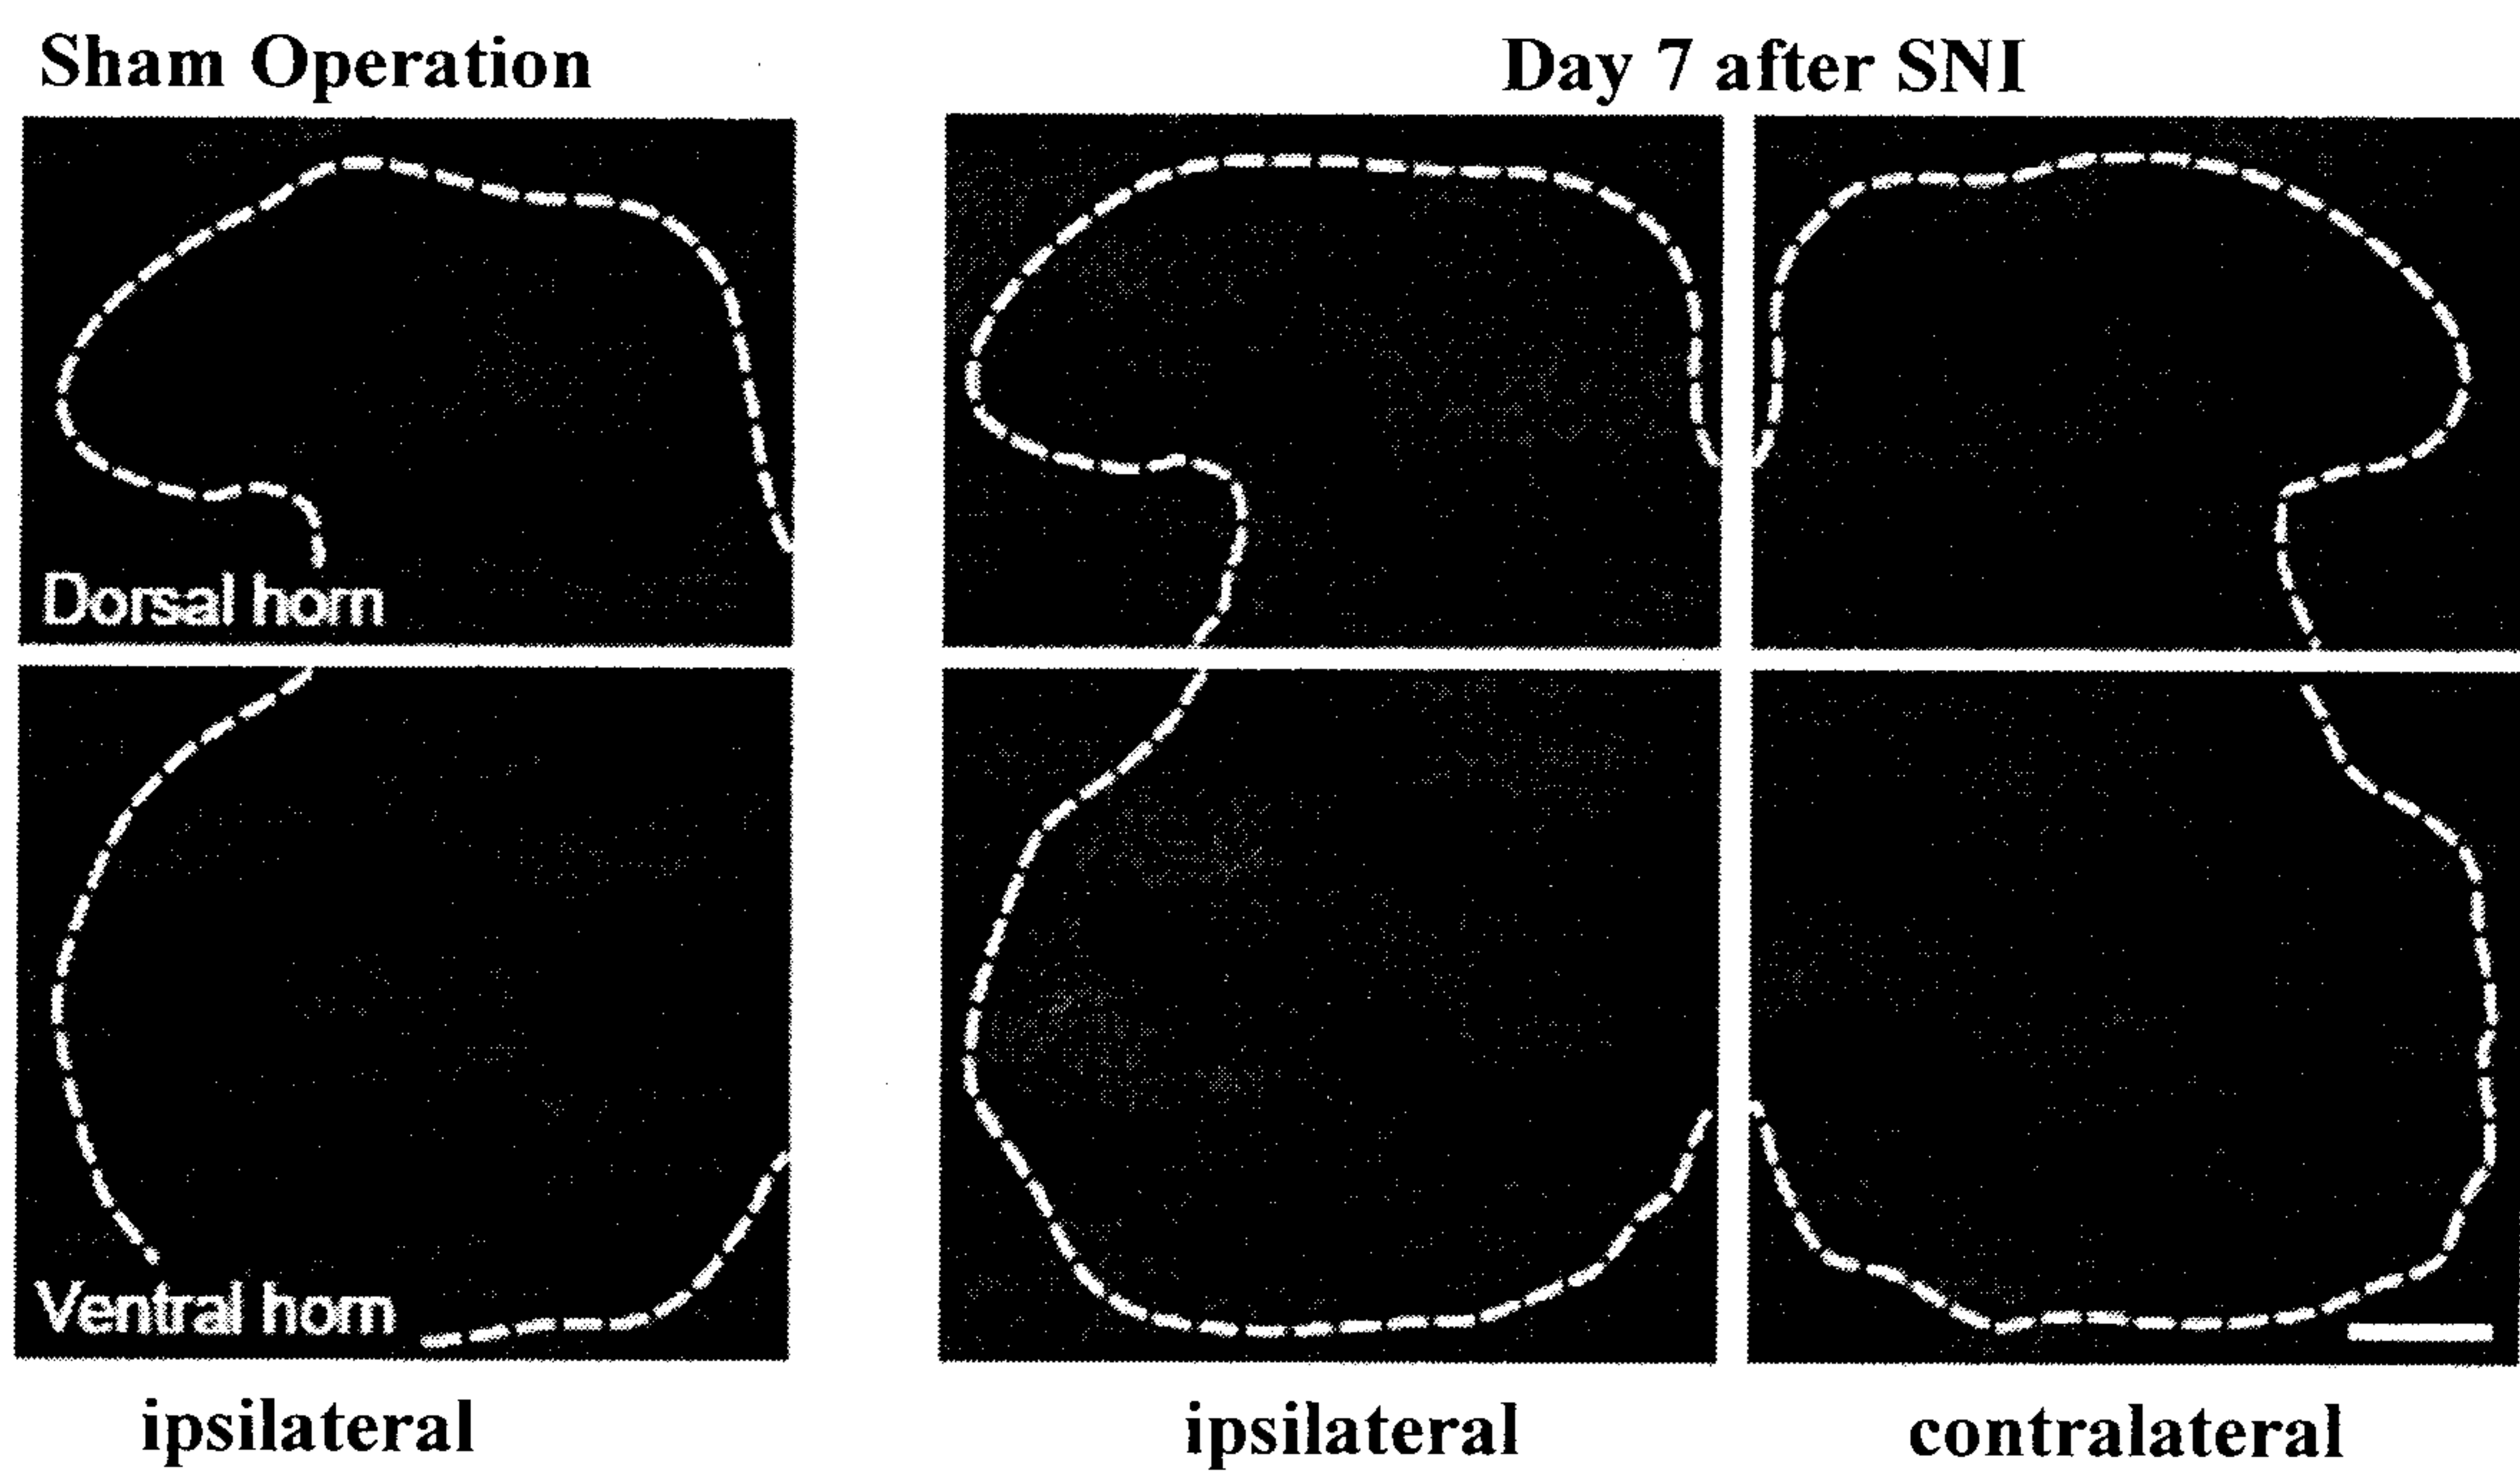 Sham Operation
Day 7 after SNI
Dorsal horn
Ventral horn
ipsilateral
ipsilateral
contralateral